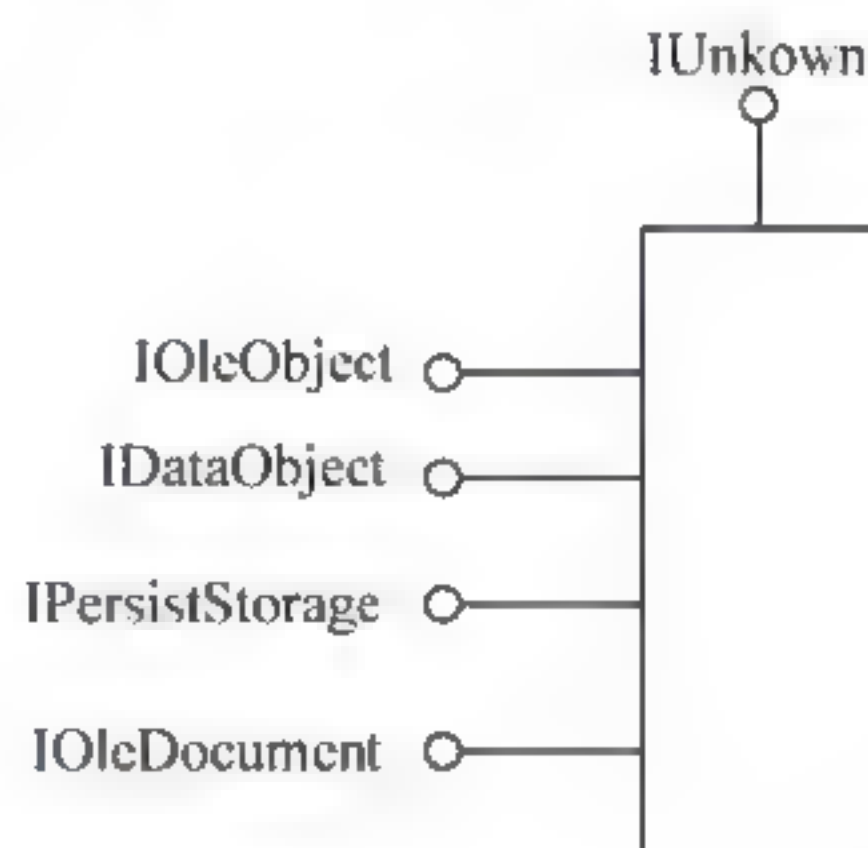 IUnkown
IOleObject
IDataObject
IPersistStorage
IOleDocument